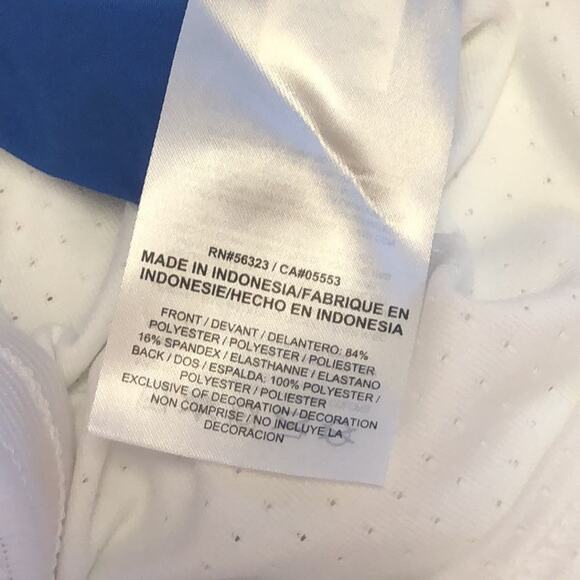 RN#56323 / CA#05553
MADE IN INDONESIA/FABRIQUE EN
INDONESIE/HECHO EN INDONESIA
FRONT / DEVANT / DELANTERO: 84%
POLYESTER / POLYESTER / POLIESTER
16% SPANDEX / ELASTHANNE / ELASTANO
BACK / DOS / ESPALDA: 100% POLYESTER /
POLYESTER / POLIESTER
EXCLUSIVE OF DECORATION / DECORATION
NON COMPRISE / NO INCLUYE LA
DECORACION